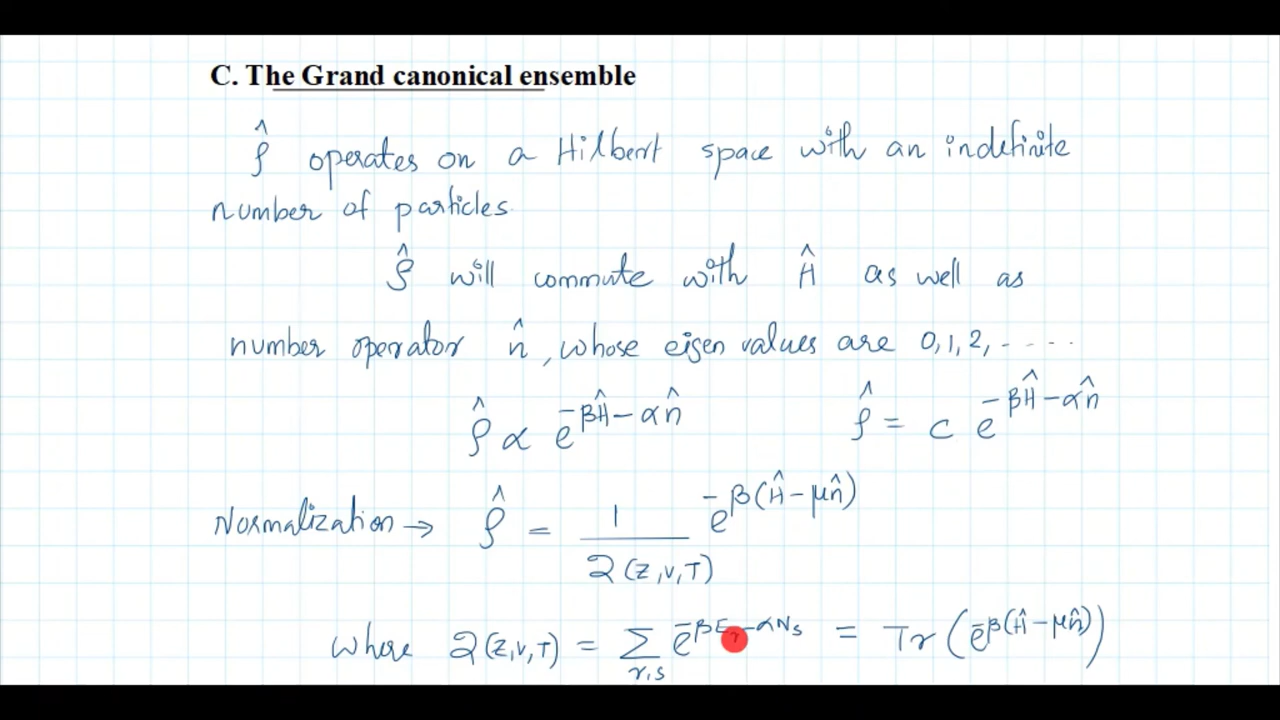 C. The Grand canonical ensemble
ρ̂ operates on a Hilbert space with an indefinite
number of particles.
ρ̂ will commute with Ĥ as well as
number operator n̂, whose eigen values are 0,1,2,-....
ρ̂ ∝ e^{-βĤ-αn̂} ρ̂ = c e^{-βĤ-αn̂}
Normalization → ρ̂ = 1/2(z,v,T) e^{-β(Ĥ-μn̂)}
Where 2(z,v,T) = Σ_{r,s} e^{-βE_r-αN_s} = Tr(e^{-β(Ĥ-μn̂)})